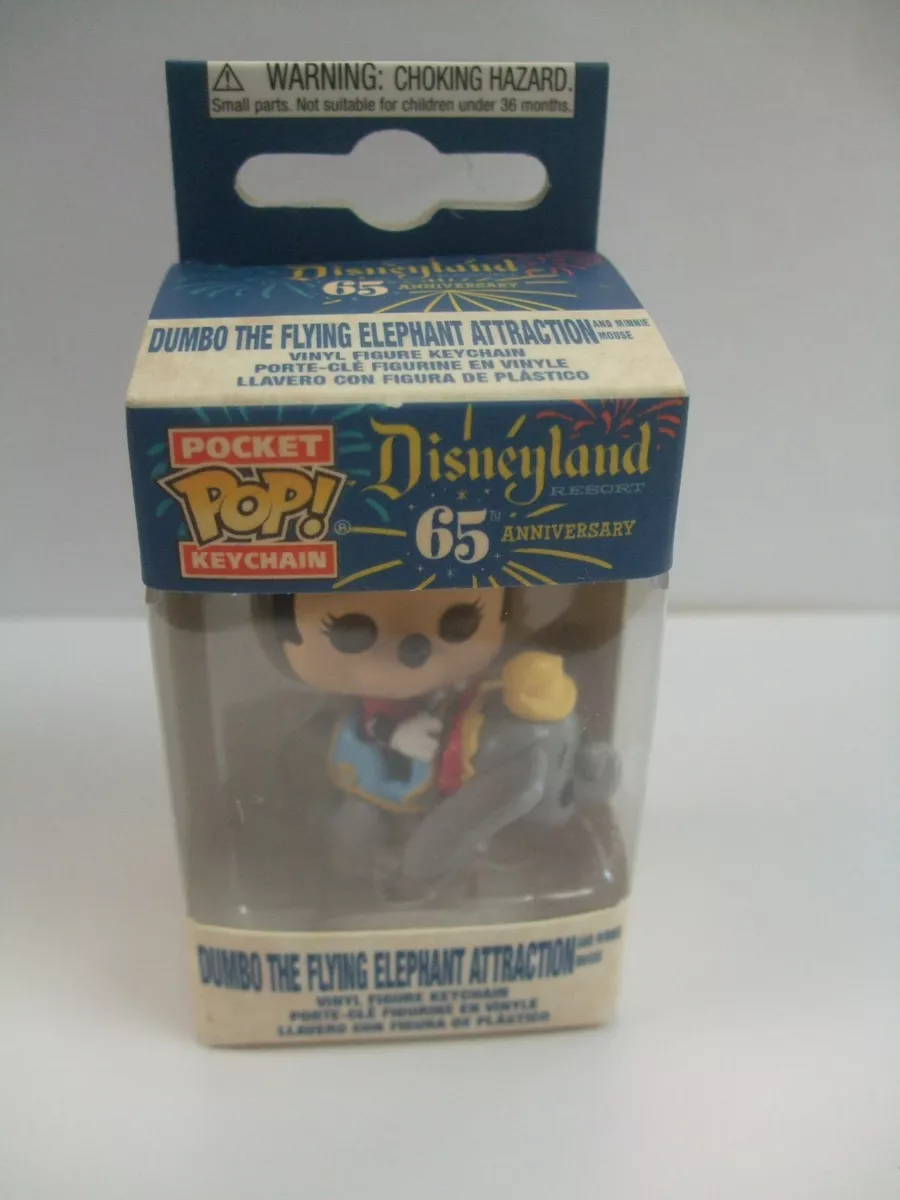 WARNING: CHOKING HAZARD.
Small parts. Not suitable for children under 36 months.
Disneyland
65 ANNIVERSARY
DUMBO THE FLYING ELEPHANT ATTRACTION AND MINNIE MOUSE
VINYL FIGURE KEYCHAIN
PORTE-CLÉ FIGURINE EN VINYLE
LLAVERO CON FIGURA DE PLÁSTICO
POCKET
POP! ®
KEYCHAIN
Disneyland
RESORT
65TH ANNIVERSARY
DUMBO THE FLYING ELEPHANT ATTRACTION AND MINNIE MOUSE
VINYL FIGURE KEYCHAIN
PORTE-CLÉ FIGURINE EN VINYLE
LLAVERO CON FIGURA DE PLÁSTICO